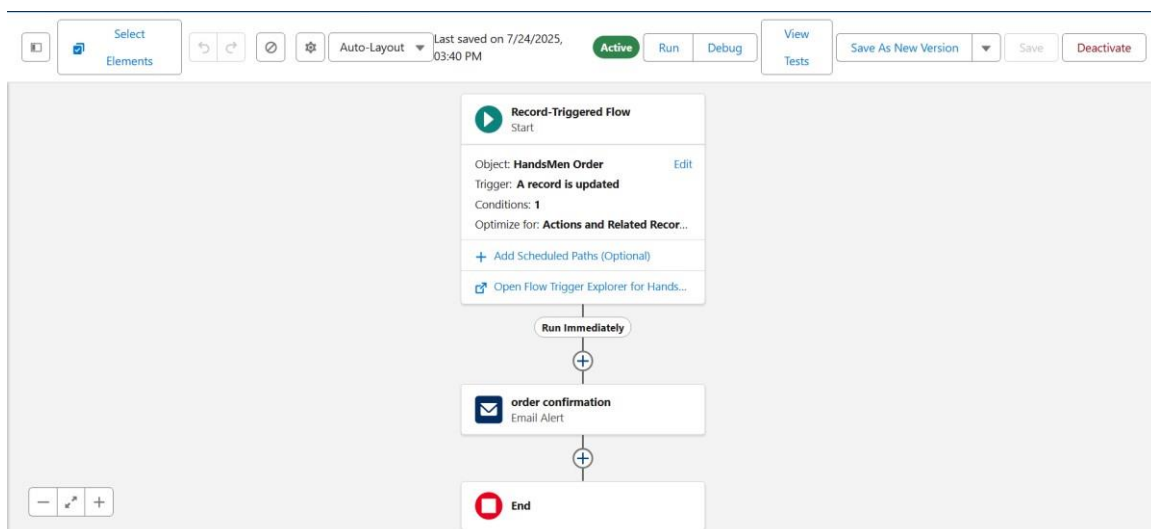 Select
Elements
Auto-Layout
Last saved on 7/24/2025,
03:40 PM
Active
Run
Debug
View
Tests
Save As New Version
Save
Deactivate
Record-Triggered Flow
Start
Object: HandsMen Order
Edit
Trigger: A record is updated
Conditions: 1
Optimize for: Actions and Related Recor...
+ Add Scheduled Paths (Optional)
Open Flow Trigger Explorer for Hands...
Run Immediately
order confirmation
Email Alert
End